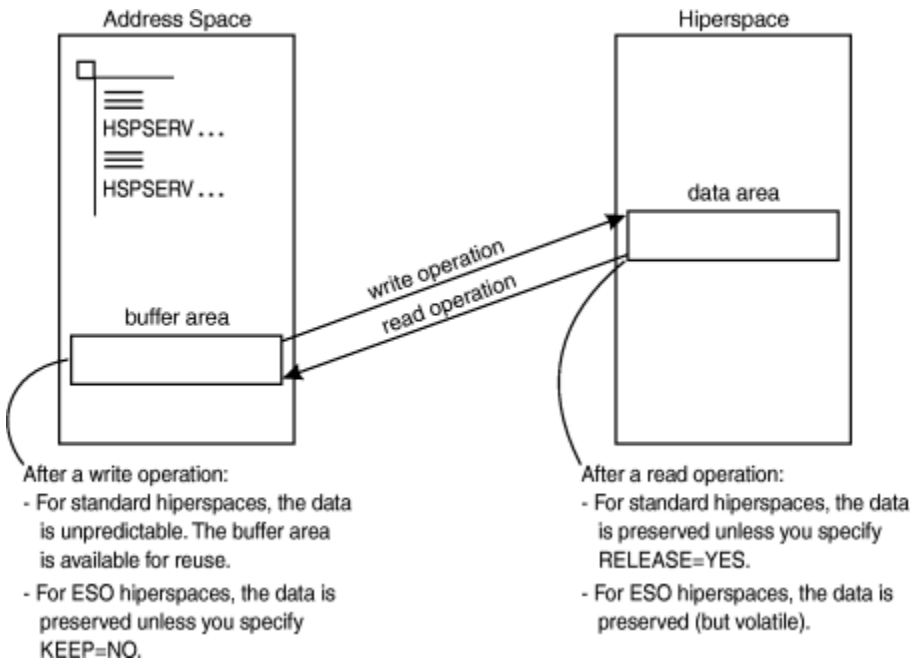 Address Space
Hiperspace
HSPSERV...
HSPSERV...
data area
write operation
read operation
buffer area
After a write operation:
- For standard hiperspaces, the data
is unpredictable. The buffer area
is available for reuse.
- For ESO hiperspaces, the data is
preserved unless you specify
KEEP=NO.
After a read operation:
- For standard hiperspaces, the data
is preserved unless you specify
RELEASE=YES.
- For ESO hiperspaces, the data is
preserved (but volatile).